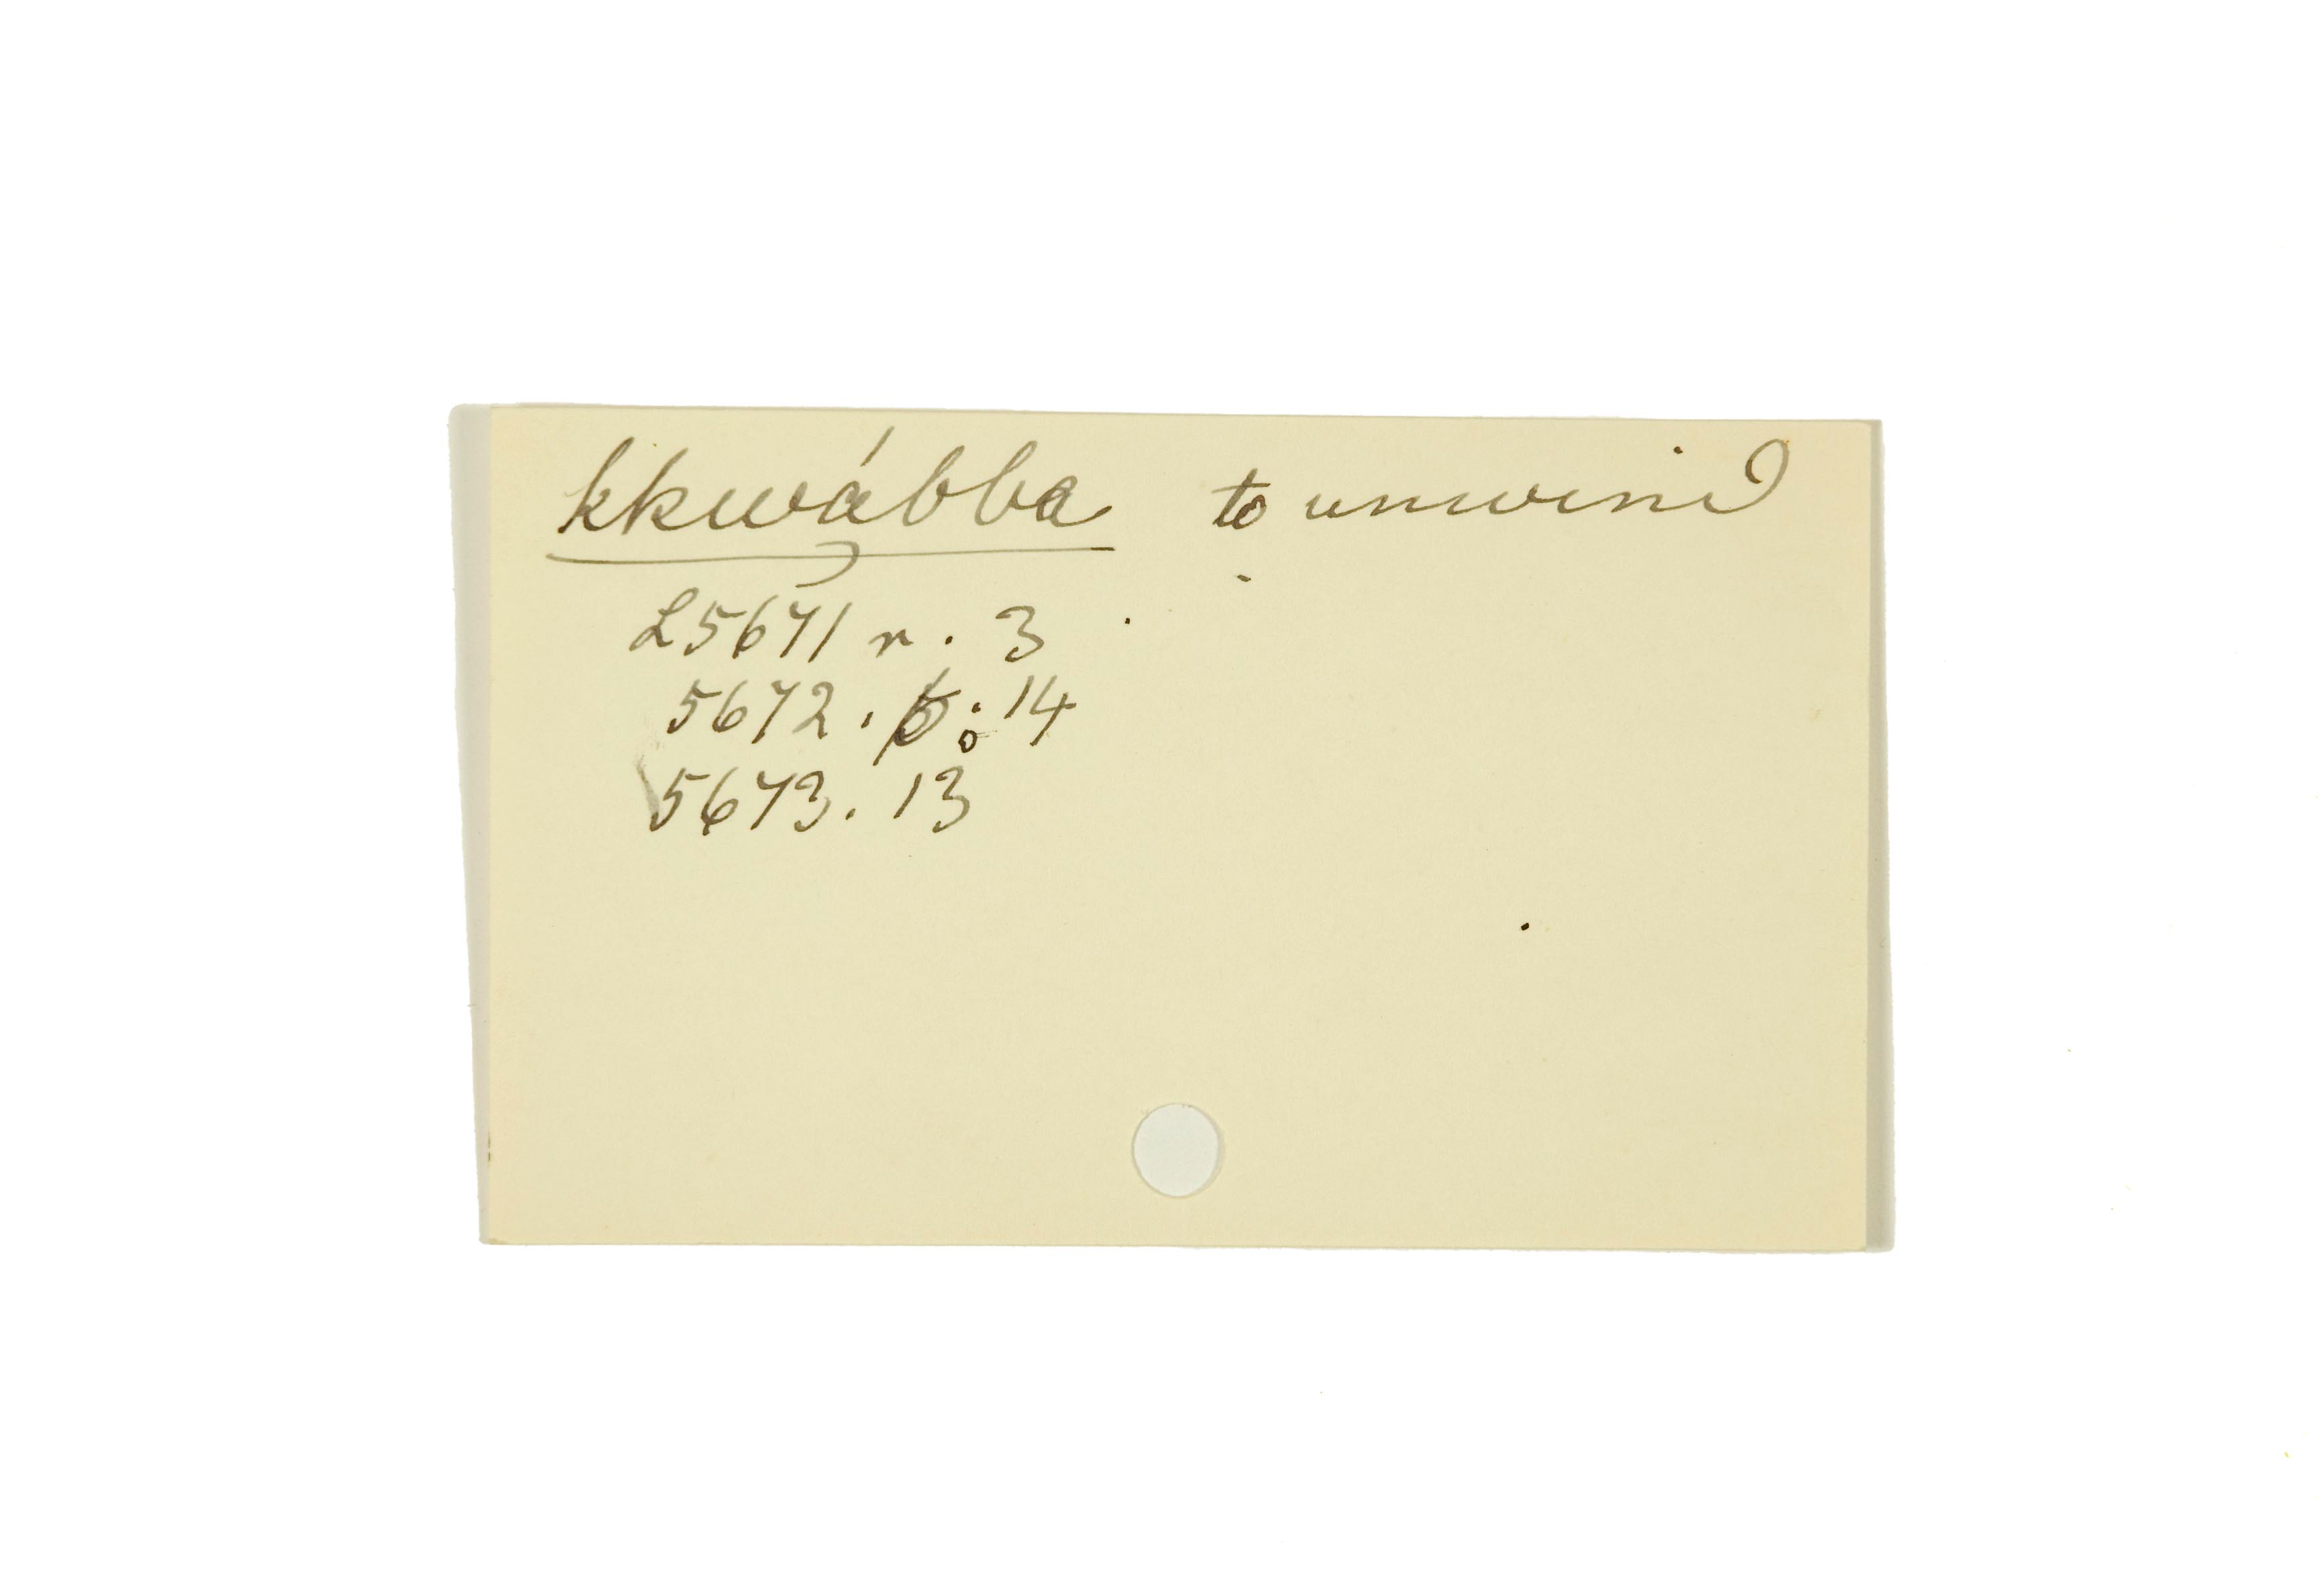 kkwábba to unwind
L5671 r. 3
5672. : 14
5673. 13